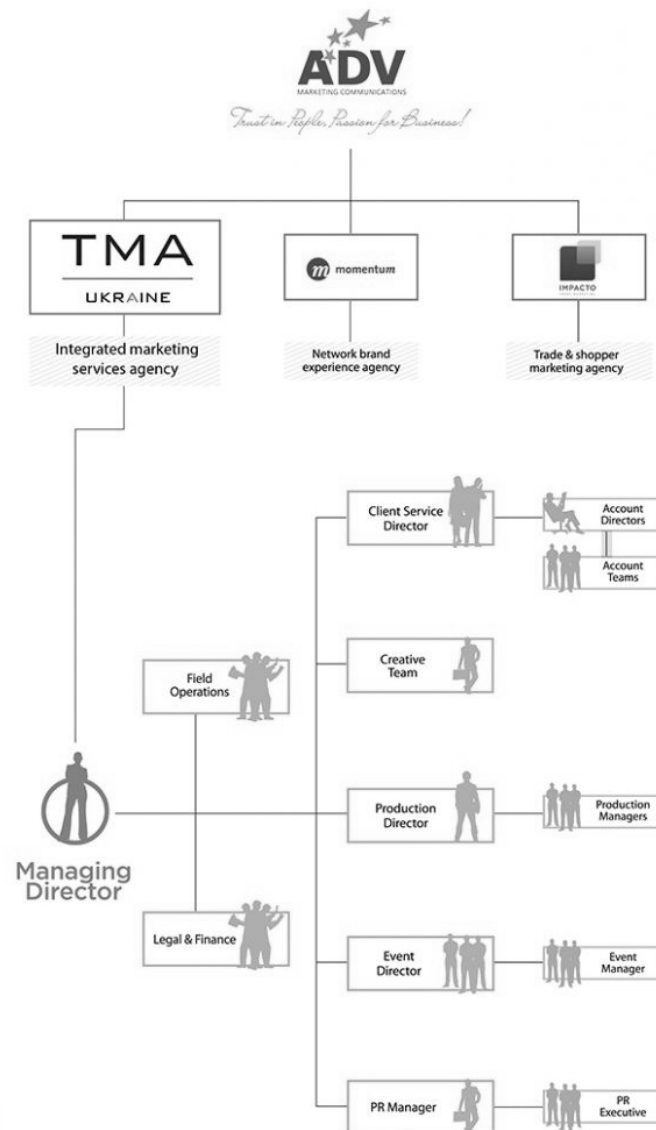 ADV
MARKETING COMMUNICATIONS
Trust in People, Passion for Business!
TMA
UKRAINE
m momentum
IMPACTO
Integrated marketing
services agency
Network brand
experience agency
Trade & shopper
marketing agency
Client Service
Director
Account
Directors
Account
Teams
Creative
Team
Field
Operations
Production
Director
Production
Managers
Managing
Director
Legal & Finance
Event
Director
Event
Manager
PR Manager
PR
Executive